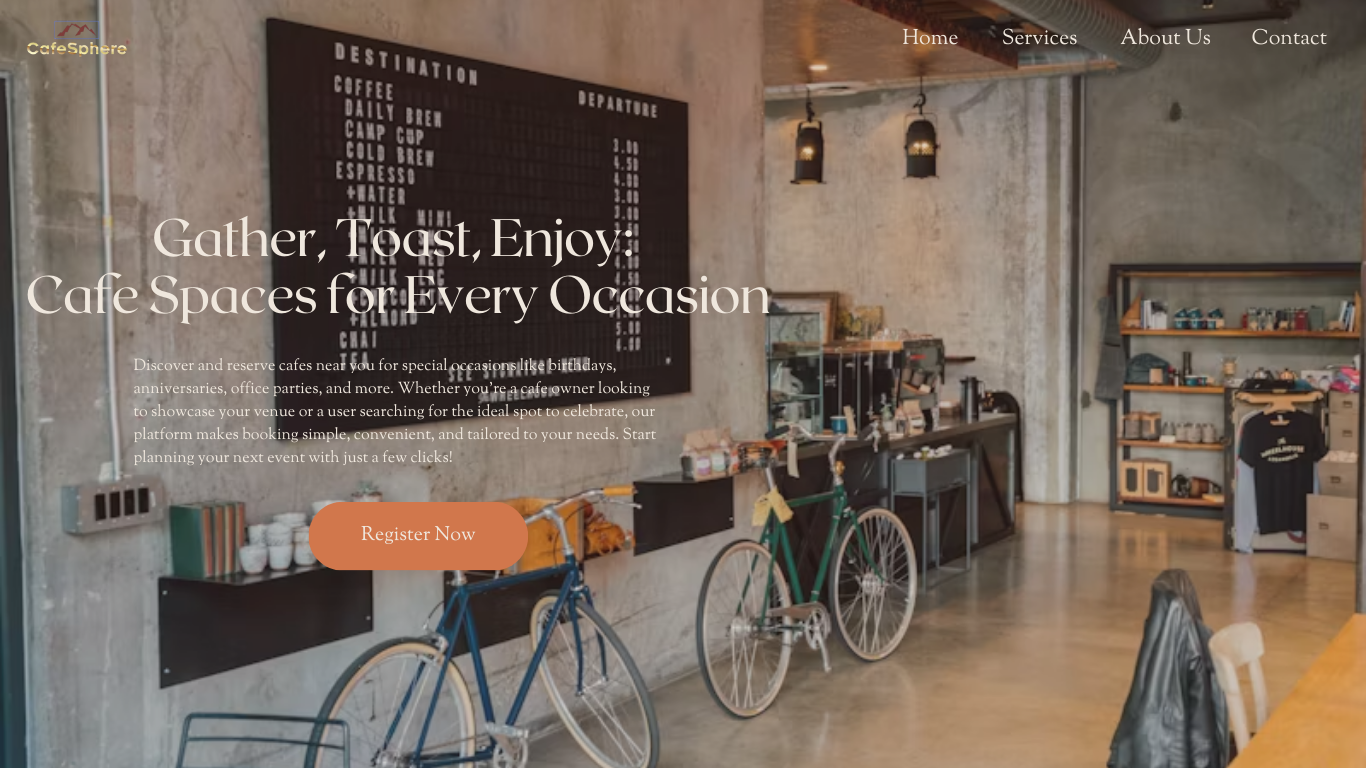 CafeSphere
Home Services About Us Contact
DESTINATION
DEPARTURE
COFFEE
DAILY BREW
CAMP CUP
COLD BREW
ESPRESSO
+WATER
+MILK MINI
3.00
4.50
4.00
3.00
3.00
Gather, Toast, Enjoy:
Cafe Spaces for Every Occasion
+ALMOND
CHAI
TEA
5.00
Discover and reserve cafes near you for special occasions like birthdays,
anniversaries, office parties, and more. Whether you're a cafe owner looking
to showcase your venue or a user searching for the ideal spot to celebrate, our
platform makes booking simple, convenient, and tailored to your needs. Start
planning your next event with just a few clicks!
Register Now
WHEELHOUSE